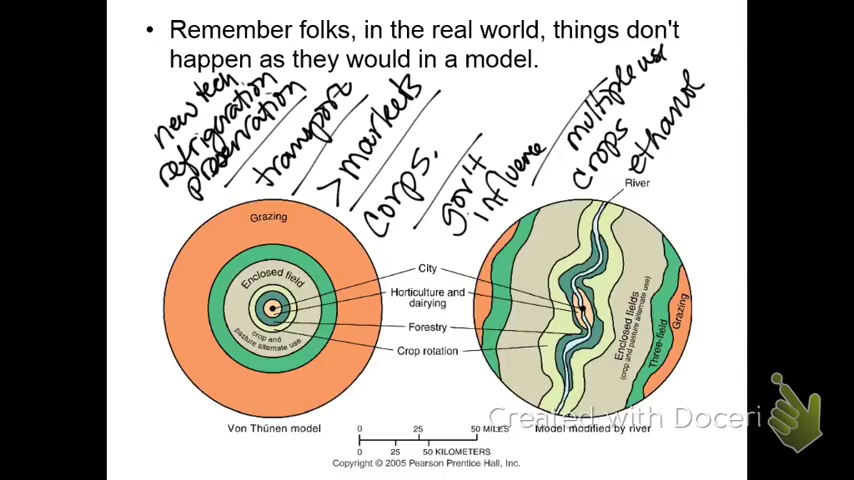 • Remember folks, in the real world, things don't
happen as they would in a model.
new tech
refrigeration
preservation
transport
> markets
corps.
gov't
influence
multiple use
crops
ethanol
River
Grazing
Enclosed field
crop and
pasture alternate use
City
Horticulture and
dairying
Forestry
Crop rotation
Enclosed fields
(crop and pasture alternate use)
Three-field
Grazing
Von Thünen model
0 25 50 MILES
0 25 50 KILOMETERS
Model modified by river
Created with Doceri
Copyright © 2005 Pearson Prentice Hall, Inc.